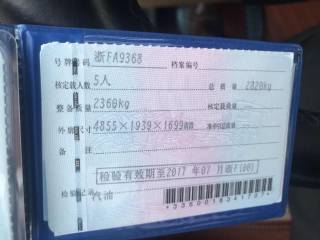 号牌号码 浙FA9368 档案编号
核定载人数 5人 总质量 2820kg
整备质量 2360kg 核定载质量
外廓尺寸 4855×1939×1699mm 准牵引总质量
备注
检验有效期至2017年07月浙F(00)
检验记录 汽油